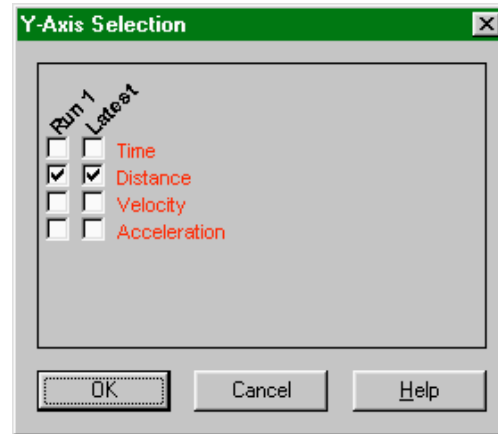 Y-Axis Selection
Run 1 Latest
Time
Distance
Velocity
Acceleration
OK Cancel Help